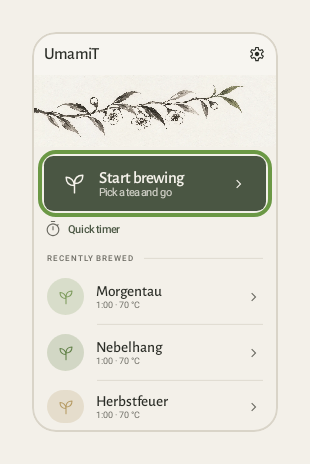 UmamiT
Start brewing
Pick a tea and go
Quick timer
RECENTLY BREWED
Morgentau
1:00 · 70 °C
Nebelhang
1:00 · 70 °C
Herbstfeuer
1:00 · 70 °C